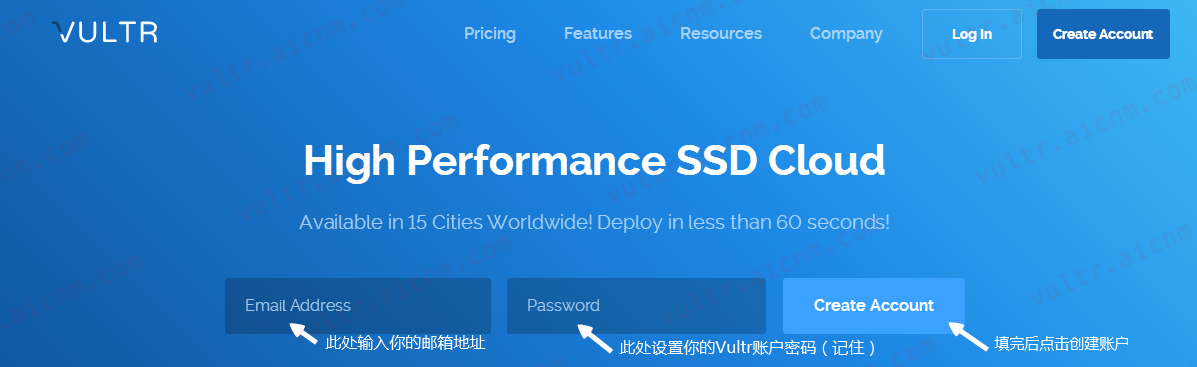 VULTR
Pricing Features Resources Company Log In Create Account
High Performance SSD Cloud
Available in 15 Cities Worldwide! Deploy in less than 60 seconds!
Email Address Password Create Account
此处输入你的邮箱地址 此处设置你的Vultr账户密码（记住） 填完后点击创建账户
vultr.aicnm.com